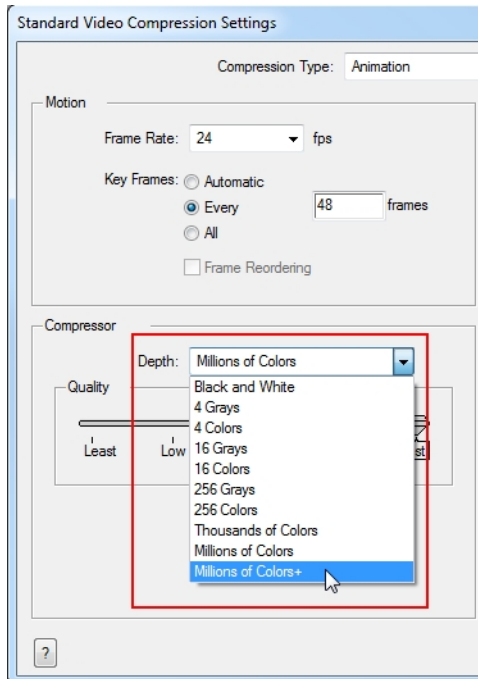 Standard Video Compression Settings
Compression Type: Animation
Motion
Frame Rate: 24 fps
Key Frames: Automatic
Every 48 frames
All
Frame Reordering
Compressor
Depth: Millions of Colors
Quality
Least Low
Black and White
4 Grays
4 Colors
16 Grays
16 Colors
256 Grays
256 Colors
Thousands of Colors
Millions of Colors
Millions of Colors+
?